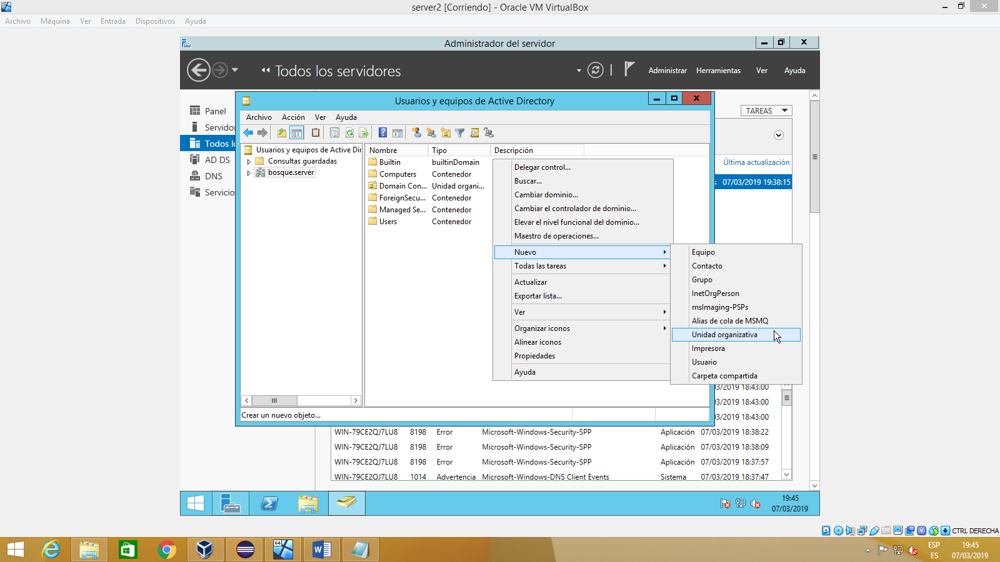 server2 [Corriendo] - Oracle VM VirtualBox
Archivo Máquina Ver Entrada Dispositivos Ayuda
Administrador del servidor
Todos los servidores
Administrar Herramientas Ver Ayuda
Panel
Servidor
Todos lo
AD DS
DNS
Servicio
TAREAS
Última actualización
07/03/2019 19:38:15
Usuarios y equipos de Active Directory
Archivo Acción Ver Ayuda
Usuarios y equipos de Active Dir
Consultas guardadas
bosque.server
Nombre Tipo Descripción
Builtin builtinDomain
Computers Contenedor
Domain Con... Unidad organi...
ForeignSecu... Contenedor
Managed Se... Contenedor
Users Contenedor
Delegar control...
Buscar...
Cambiar dominio...
Cambiar el controlador de dominio...
Elevar el nivel funcional del dominio...
Maestro de operaciones...
Nuevo
Todas las tareas
Actualizar
Exportar lista...
Ver
Organizar iconos
Alinear iconos
Propiedades
Ayuda
Equipo
Contacto
Grupo
InetOrgPerson
msImaging-PSPs
Alias de cola de MSMQ
Unidad organizativa
Impresora
Usuario
Carpeta compartida
Crear un nuevo objeto...
03/2019 18:43:00
03/2019 18:43:00
03/2019 18:43:00
WIN-79CE2QJ7LU8 8198 Error Microsoft-Windows-Security-SPP Aplicación 07/03/2019 18:38:22
WIN-79CE2QJ7LU8 8198 Error Microsoft-Windows-Security-SPP Aplicación 07/03/2019 18:38:09
WIN-79CE2QJ7LU8 8198 Error Microsoft-Windows-Security-SPP Aplicación 07/03/2019 18:37:57
WIN-79CE2QJ7LU8 1014 Advertencia Microsoft-Windows-DNS Client Events Sistema 07/03/2019 18:37:47
19:45
07/03/2019
CTRL DERECHA
64
ESP
ES
19:45
07/03/2019